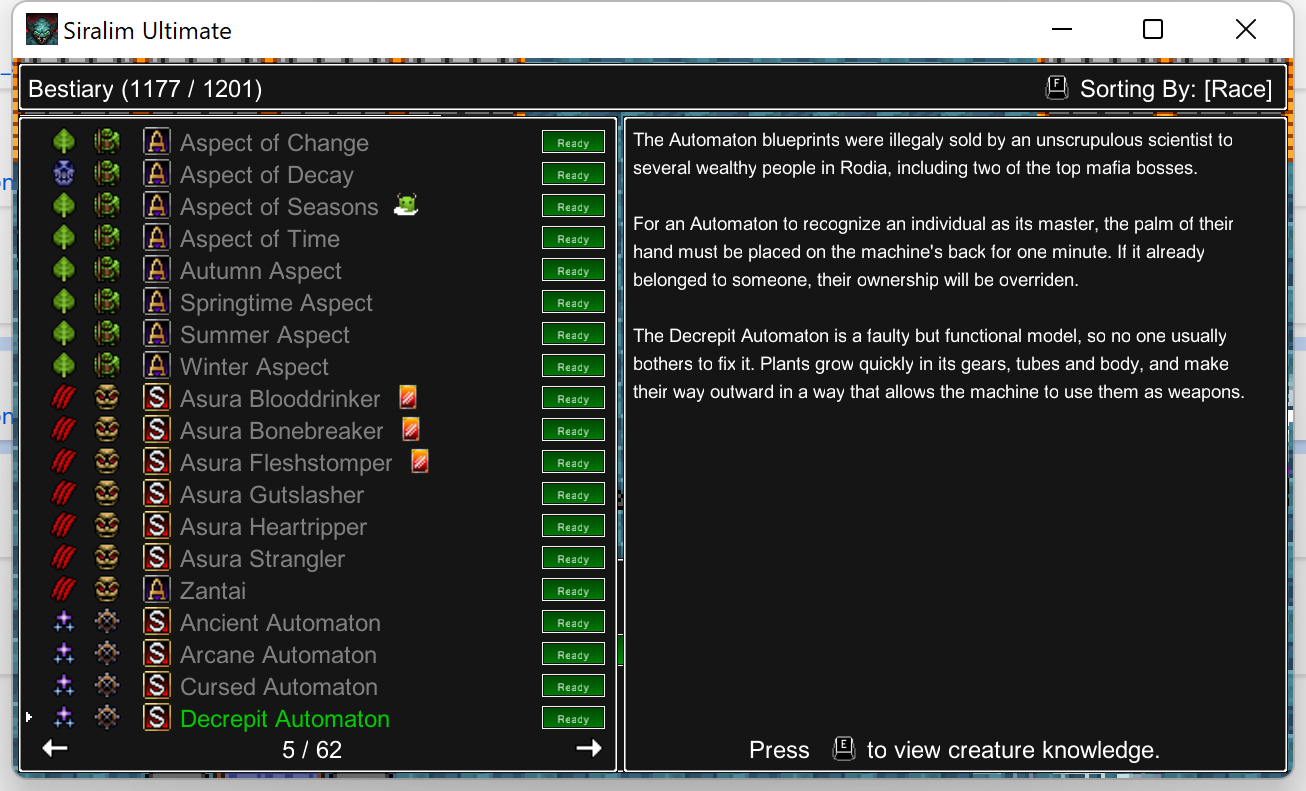 Siralim Ultimate
Bestiary (1177 / 1201)
F Sorting By: [Race]
A Aspect of Change Ready
A Aspect of Decay Ready
A Aspect of Seasons Ready
A Aspect of Time Ready
A Autumn Aspect Ready
A Springtime Aspect Ready
A Summer Aspect Ready
A Winter Aspect Ready
S Asura Blooddrinker Ready
S Asura Bonebreaker Ready
S Asura Fleshstomper Ready
S Asura Gutslasher Ready
S Asura Heartripper Ready
S Asura Strangler Ready
A Zantai Ready
S Ancient Automaton Ready
S Arcane Automaton Ready
S Cursed Automaton Ready
S Decrepit Automaton Ready
5 / 62
The Automaton blueprints were illegaly sold by an unscrupulous scientist to
several wealthy people in Rodia, including two of the top mafia bosses.
For an Automaton to recognize an individual as its master, the palm of their
hand must be placed on the machine's back for one minute. If it already
belonged to someone, their ownership will be overriden.
The Decrepit Automaton is a faulty but functional model, so no one usually
bothers to fix it. Plants grow quickly in its gears, tubes and body, and make
their way outward in a way that allows the machine to use them as weapons.
Press E to view creature knowledge.